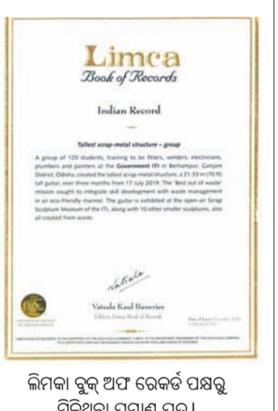 Limca
Book of Records
Indian Record
Tallest scrap-metal structure – group
A group of 120 students, training to be fitters, welders, electricians,
plumbers and painters at the Government ITI in Berhampur, Ganjam
District, Odisha, created the tallest scrap-metal structure, a 21.33 m (70 ft)
tall guitar, over three months from 17 July 2019. The 'Best out of waste'
mission sought to integrate skill development with waste management
in an eco-friendly manner. The guitar is exhibited at the open-air Scrap
Sculpture Museum of the ITI, along with 10 other smaller sculptures, also
all created from waste.
Vatsala
Vatsala Kaul Banerjee
Editor, Limca Book of Records
ଲିମକା ବୁକ୍ ଅଫ ରେକର୍ଡ ପକ୍ଷରୁ